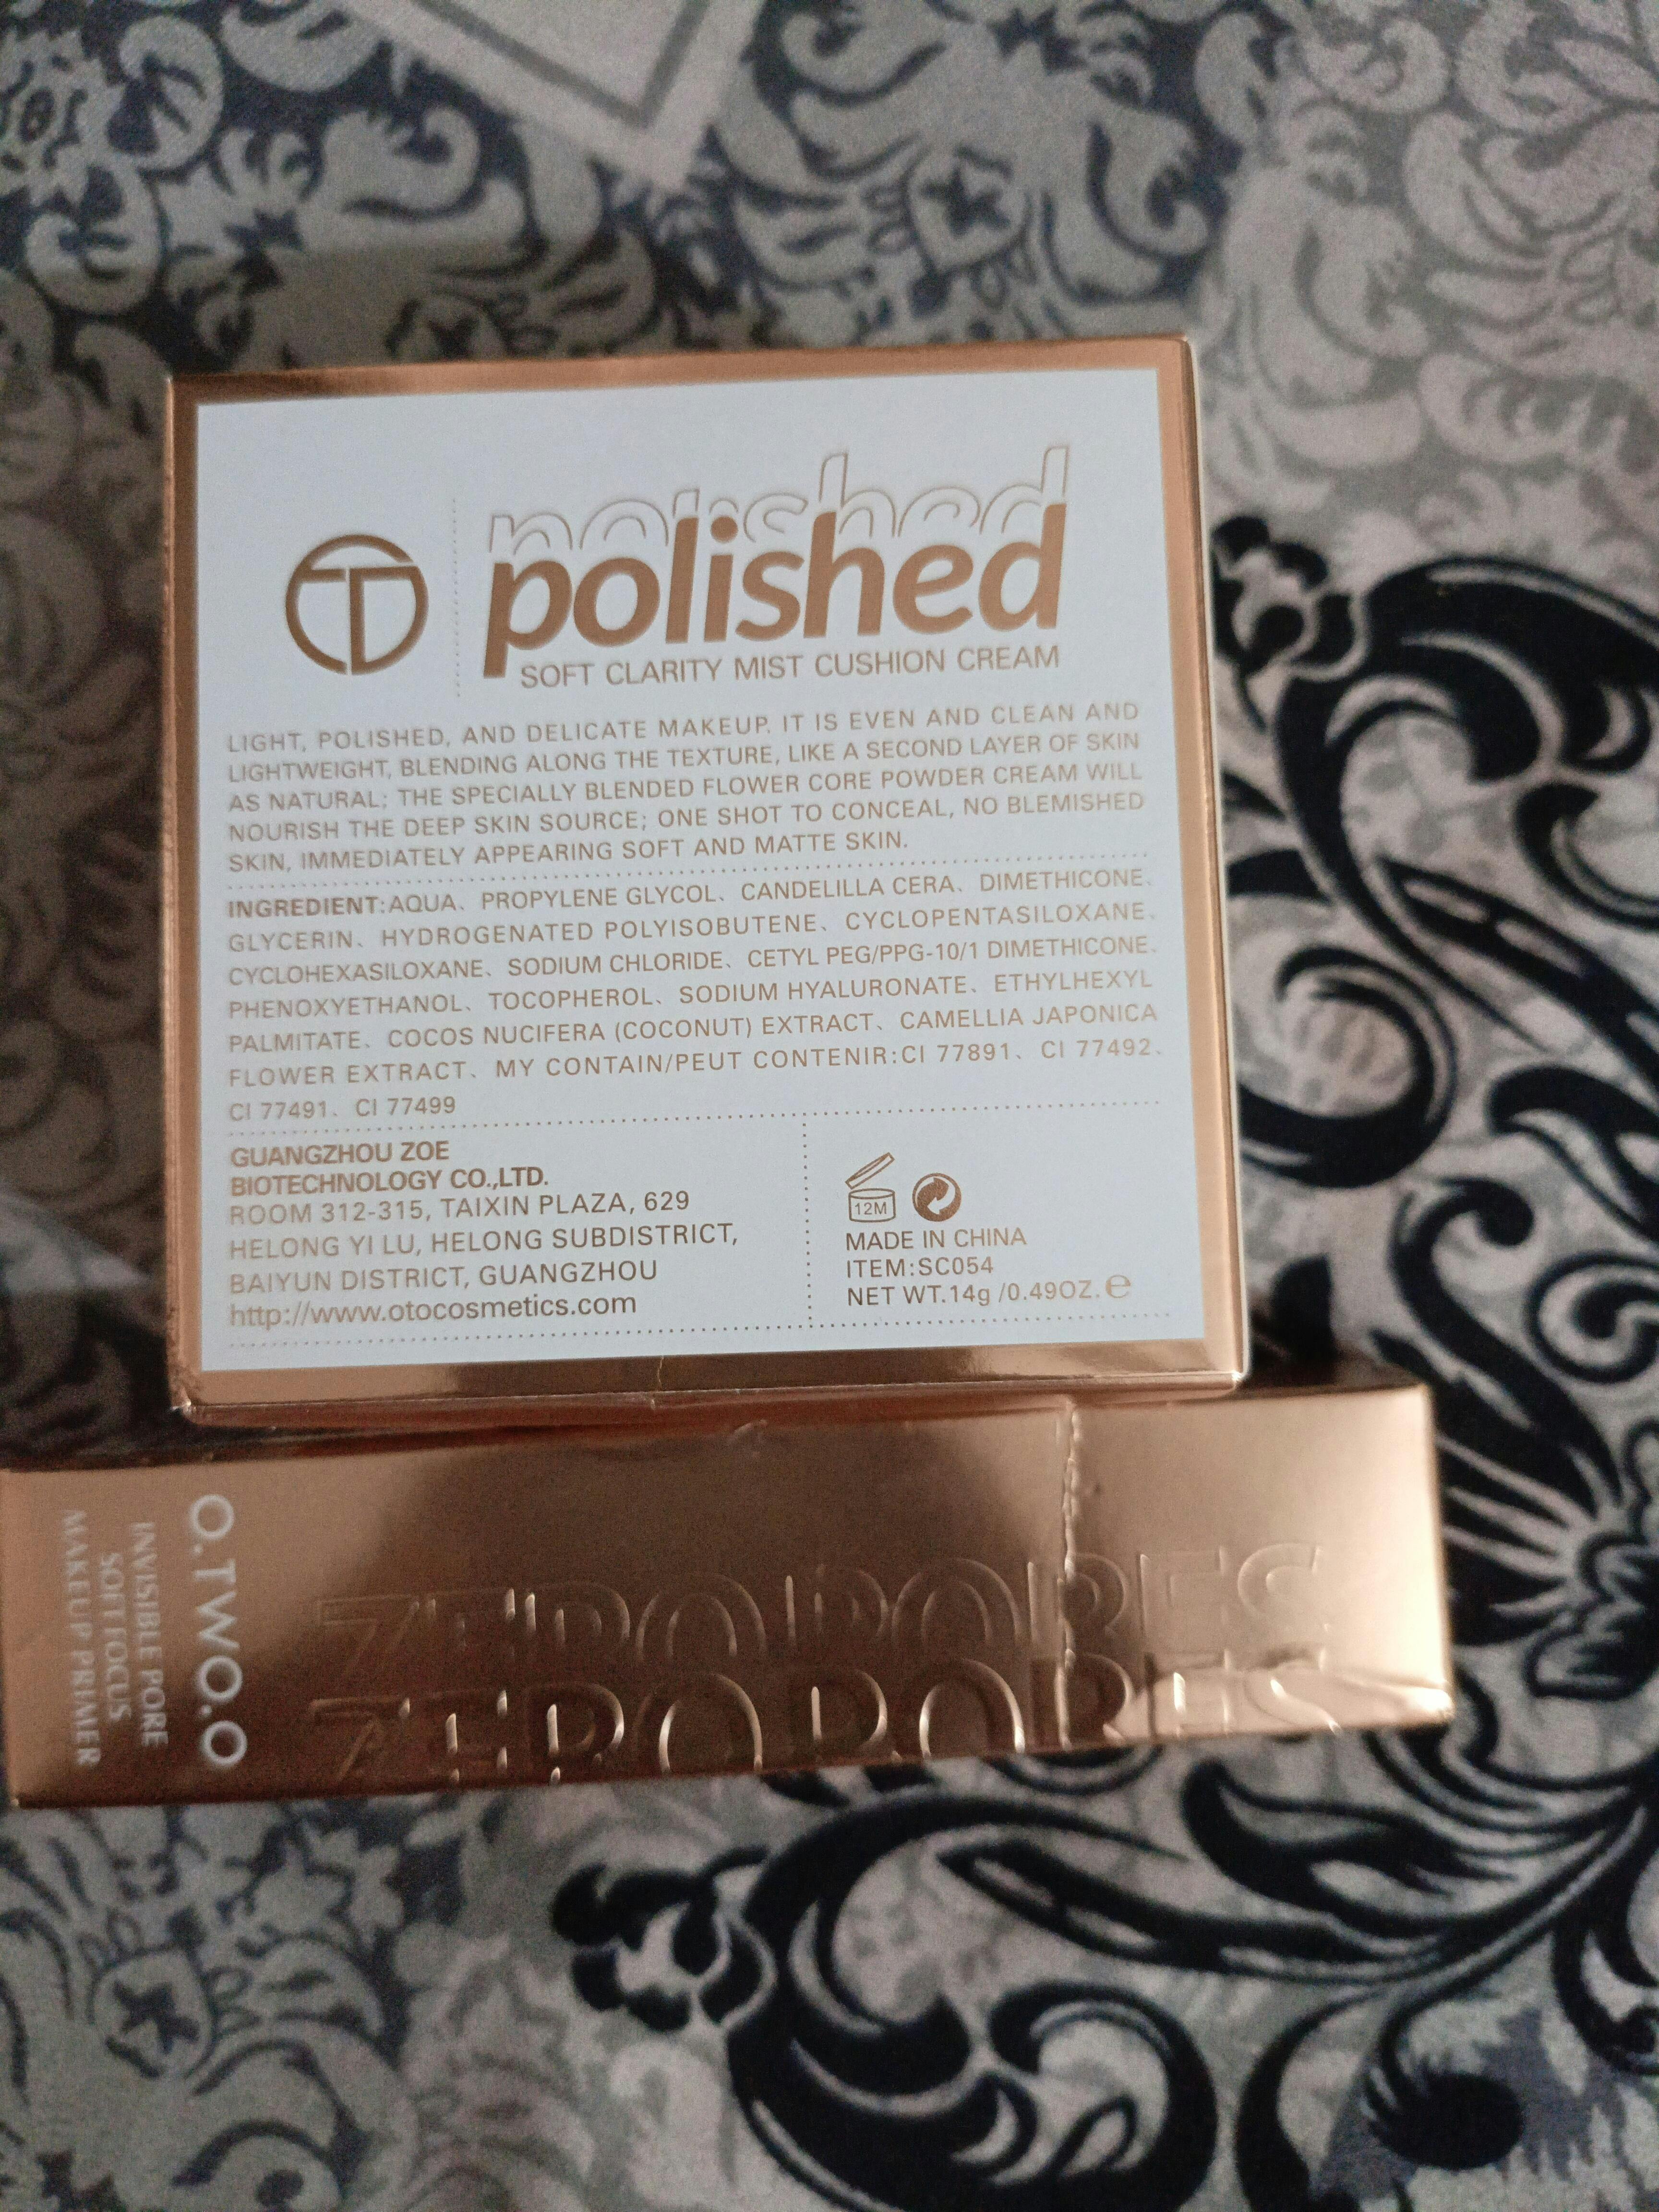 polished
polished
SOFT CLARITY MIST CUSHION CREAM
LIGHT, POLISHED, AND DELICATE MAKEUP. IT IS EVEN AND CLEAN AND
LIGHTWEIGHT, BLENDING ALONG THE TEXTURE, LIKE A SECOND LAYER OF SKIN
AS NATURAL; THE SPECIALLY BLENDED FLOWER CORE POWDER CREAM WILL
NOURISH THE DEEP SKIN SOURCE; ONE SHOT TO CONCEAL, NO BLEMISHED
SKIN, IMMEDIATELY APPEARING SOFT AND MATTE SKIN.
INGREDIENT:AQUA、PROPYLENE GLYCOL、CANDELILLA CERA、DIMETHICONE、
GLYCERIN、HYDROGENATED POLYISOBUTENE、CYCLOPENTASILOXANE、
CYCLOHEXASILOXANE、SODIUM CHLORIDE、CETYL PEG/PPG-10/1 DIMETHICONE、
PHENOXYETHANOL、TOCOPHEROL、SODIUM HYALURONATE、ETHYLHEXYL
PALMITATE、COCOS NUCIFERA (COCONUT) EXTRACT、CAMELLIA JAPONICA
FLOWER EXTRACT、MY CONTAIN/PEUT CONTENIR:CI 77891、CI 77492、
CI 77491、CI 77499
GUANGZHOU ZOE
BIOTECHNOLOGY CO.,LTD.
ROOM 312-315, TAIXIN PLAZA, 629
HELONG YI LU, HELONG SUBDISTRICT,
BAIYUN DISTRICT, GUANGZHOU
http://www.otocosmetics.com
12M
MADE IN CHINA
ITEM:SC054
NET WT.14g /0.49OZ.e
O.TWO.O
INVISIBLE PORE
SOFT FOCUS
MAKEUP PRIMER
ZERO PORES
ZERO PORES